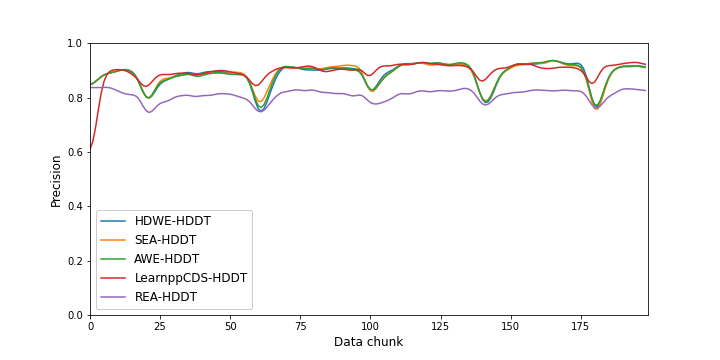 1.0
0.8
0.6
0.4
0.2
0.0
Precision
HDWE-HDDT
SEA-HDDT
AWE-HDDT
LearnppCDS-HDDT
REA-HDDT
0 25 50 75 100 125 150 175
Data chunk